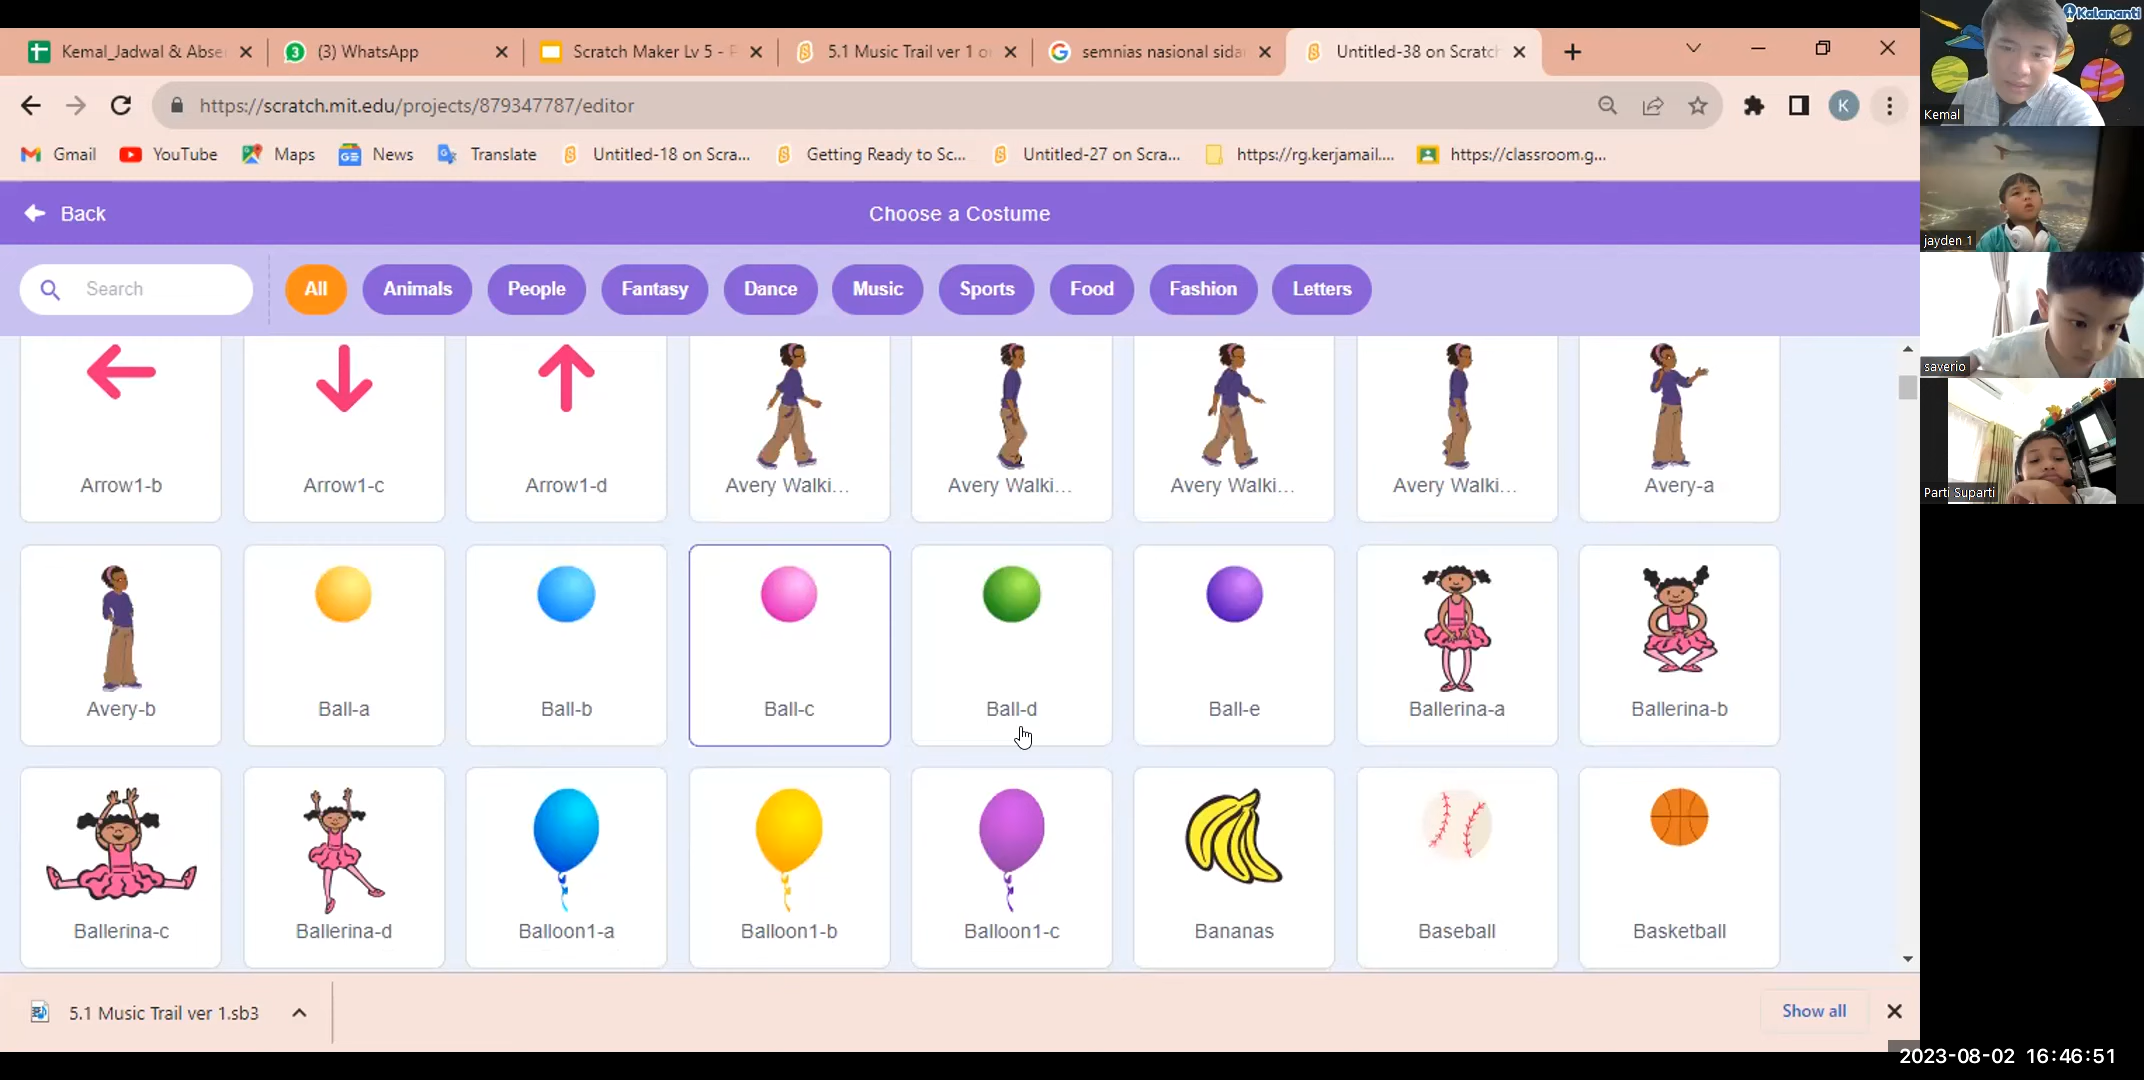 Kemal_Jadwal & Abse
(3) WhatsApp
Scratch Maker Lv 5 -
5.1 Music Trail ver 1 o
semnias nasional sida
Untitled-38 on Scratch
https://scratch.mit.edu/projects/879347787/editor
K
Gmail
YouTube
Maps
News
Translate
Untitled-18 on Scra...
Getting Ready to Sc...
Untitled-27 on Scra...
https://rg.kerjamail....
https://classroom.g...
Back
Choose a Costume
Search
All
Animals
People
Fantasy
Dance
Music
Sports
Food
Fashion
Letters
Arrow1-b
Arrow1-c
Arrow1-d
Avery Walki...
Avery Walki...
Avery Walki...
Avery Walki...
Avery-a
Avery-b
Ball-a
Ball-b
Ball-c
Ball-d
Ball-e
Ballerina-a
Ballerina-b
Ballerina-c
Ballerina-d
Balloon1-a
Balloon1-b
Balloon1-c
Bananas
Baseball
Basketball
5.1 Music Trail ver 1.sb3
Show all
Kalananti
Kemal
jayden 1
saverio
Parti Suparti
2023-08-02 16:46:51